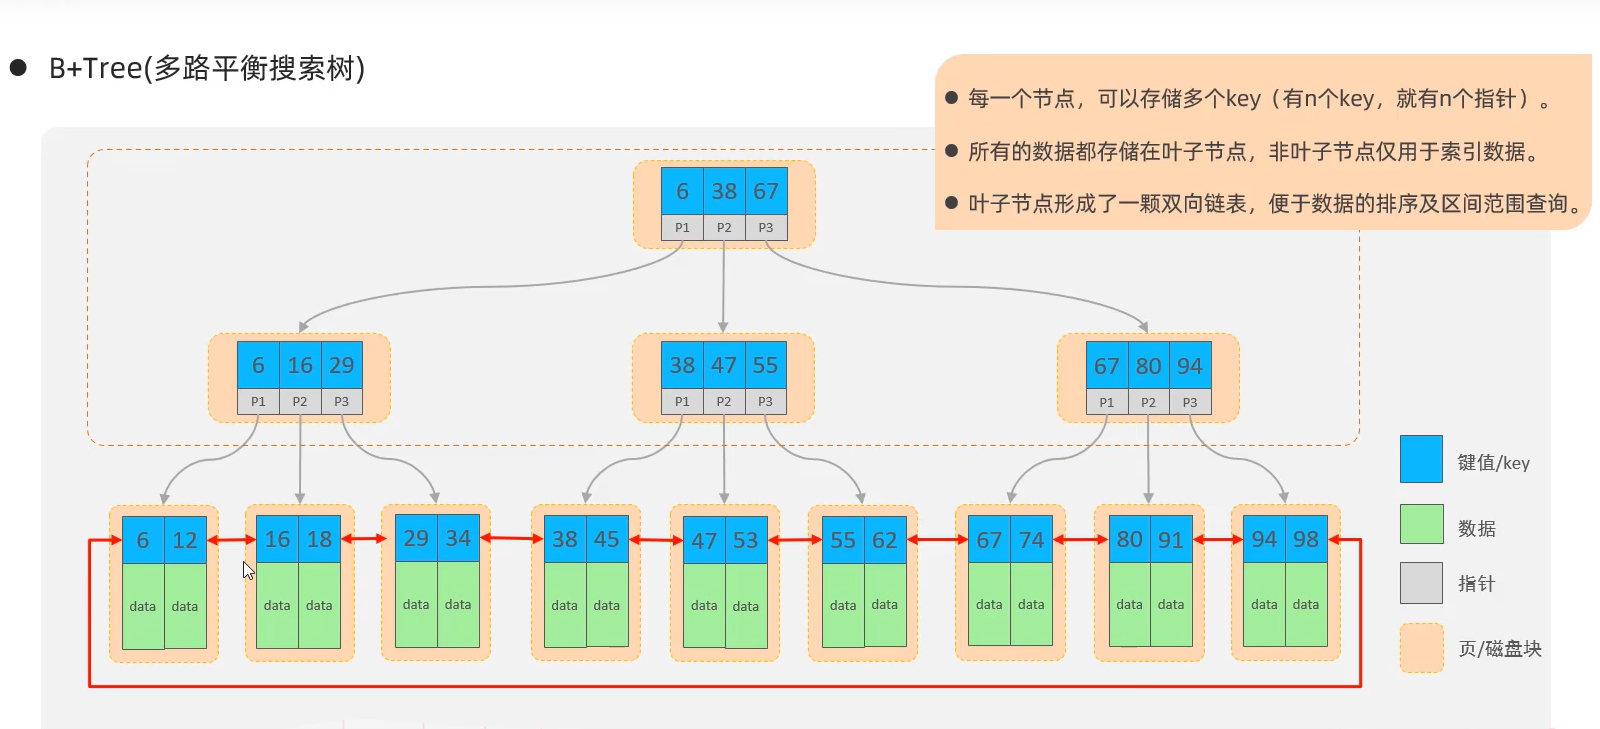 B+Tree(多路平衡搜索树)
每一个节点，可以存储多个key（有n个key，就有n个指针）。
所有的数据都存储在叶子节点，非叶子节点仅用于索引数据。
叶子节点形成了一颗双向链表，便于数据的排序及区间范围查询。
6 38 67
P1 P2 P3
6 16 29
P1 P2 P3
38 47 55
P1 P2 P3
67 80 94
P1 P2 P3
6 12
data data
16 18
data data
29 34
data data
38 45
data data
47 53
data data
55 62
data data
67 74
data data
80 91
data data
94 98
data data
键值/key
数据
指针
页/磁盘块